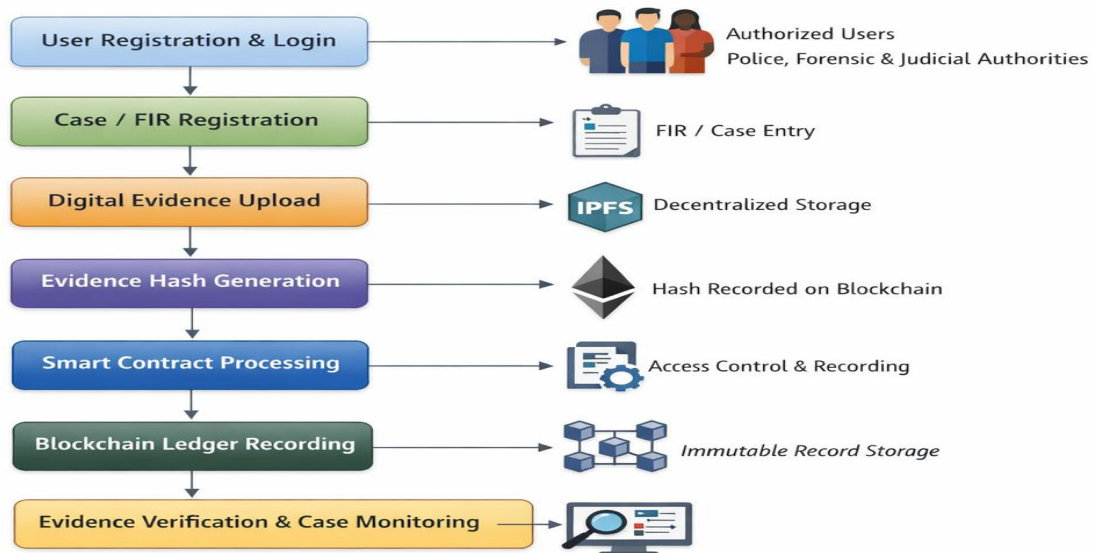 User Registration & Login
Authorized Users
Police, Forensic & Judicial Authorities
Case / FIR Registration
FIR / Case Entry
Digital Evidence Upload
IPFS
Decentralized Storage
Evidence Hash Generation
Hash Recorded on Blockchain
Smart Contract Processing
Access Control & Recording
Blockchain Ledger Recording
Immutable Record Storage
Evidence Verification & Case Monitoring